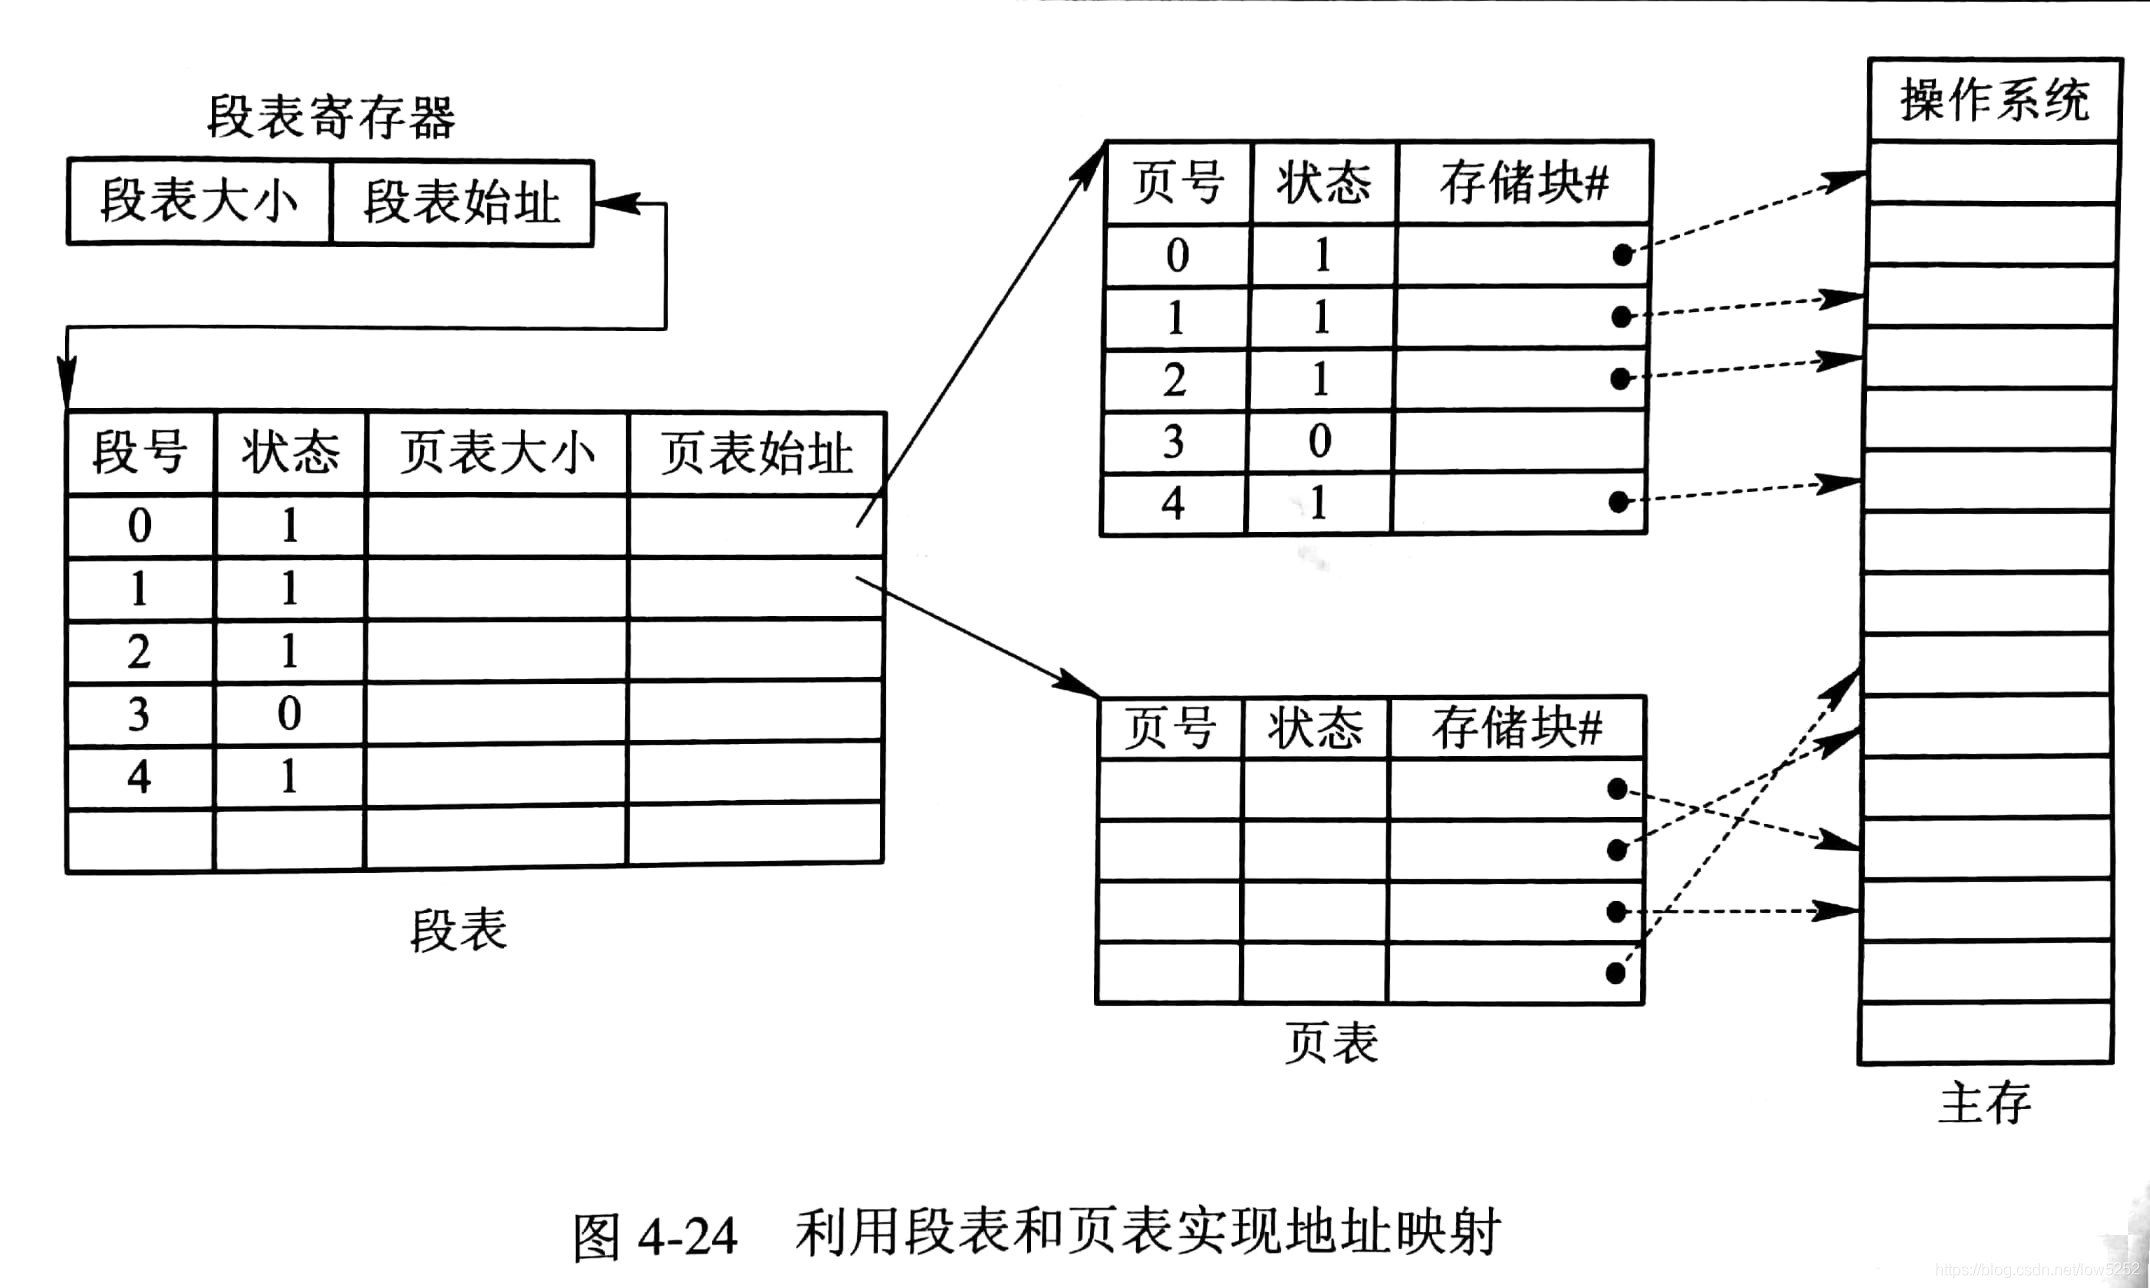 段表寄存器
段表大小 段表始址
段号 状态 页表大小 页表始址
0 1
1 1
2 1
3 0
4 1
段表
页号 状态 存储块#
0 1
1 1
2 1
3 0
4 1
页号 状态 存储块#
页表
操作系统
主存
图 4-24 利用段表和页表实现地址映射
https://blog.csdn.net/low5252